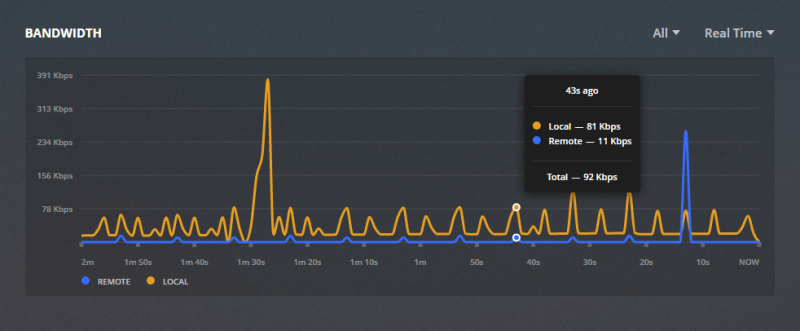 BANDWIDTH
All
Real Time
391 Kbps
313 Kbps
234 Kbps
156 Kbps
78 Kbps
43s ago
Local — 81 Kbps
Remote — 11 Kbps
Total — 92 Kbps
2m 1m 50s 1m 40s 1m 30s 1m 20s 1m 10s 1m 50s 40s 30s 20s 10s NOW
REMOTE LOCAL